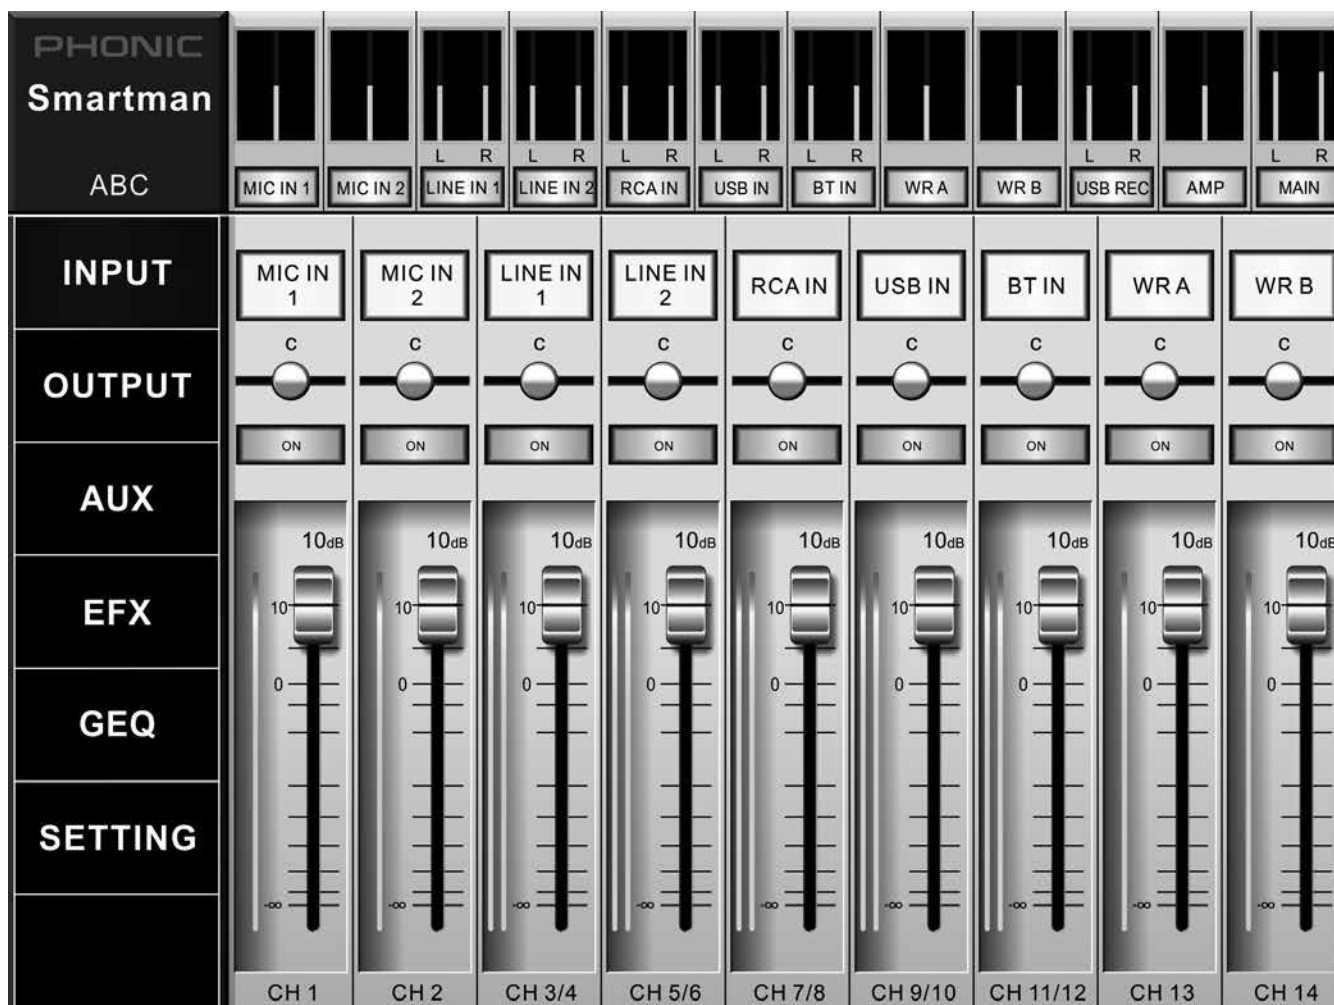 PHONIC
Smartman
ABC
L R L R L R L R L R L R L R
MIC IN 1 MIC IN 2 LINE IN 1 LINE IN 2 RCA IN USB IN BT IN WR A WR B USB REC AMP MAIN
INPUT
OUTPUT
AUX
EFX
GEQ
SETTING
MIC IN
1
MIC IN
2
LINE IN
1
LINE IN
2
RCA IN
USB IN
BT IN
WR A
WR B
C C C C C C C C C
ON ON ON ON ON ON ON ON ON
10dB 10dB 10dB 10dB 10dB 10dB 10dB 10dB 10dB
10 10 10 10 10 10 10 10 10
0 0 0 0 0 0 0 0 0
-∞ -∞ -∞ -∞ -∞ -∞ -∞ -∞ -∞
CH 1 CH 2 CH 3/4 CH 5/6 CH 7/8 CH 9/10 CH 11/12 CH 13 CH 14